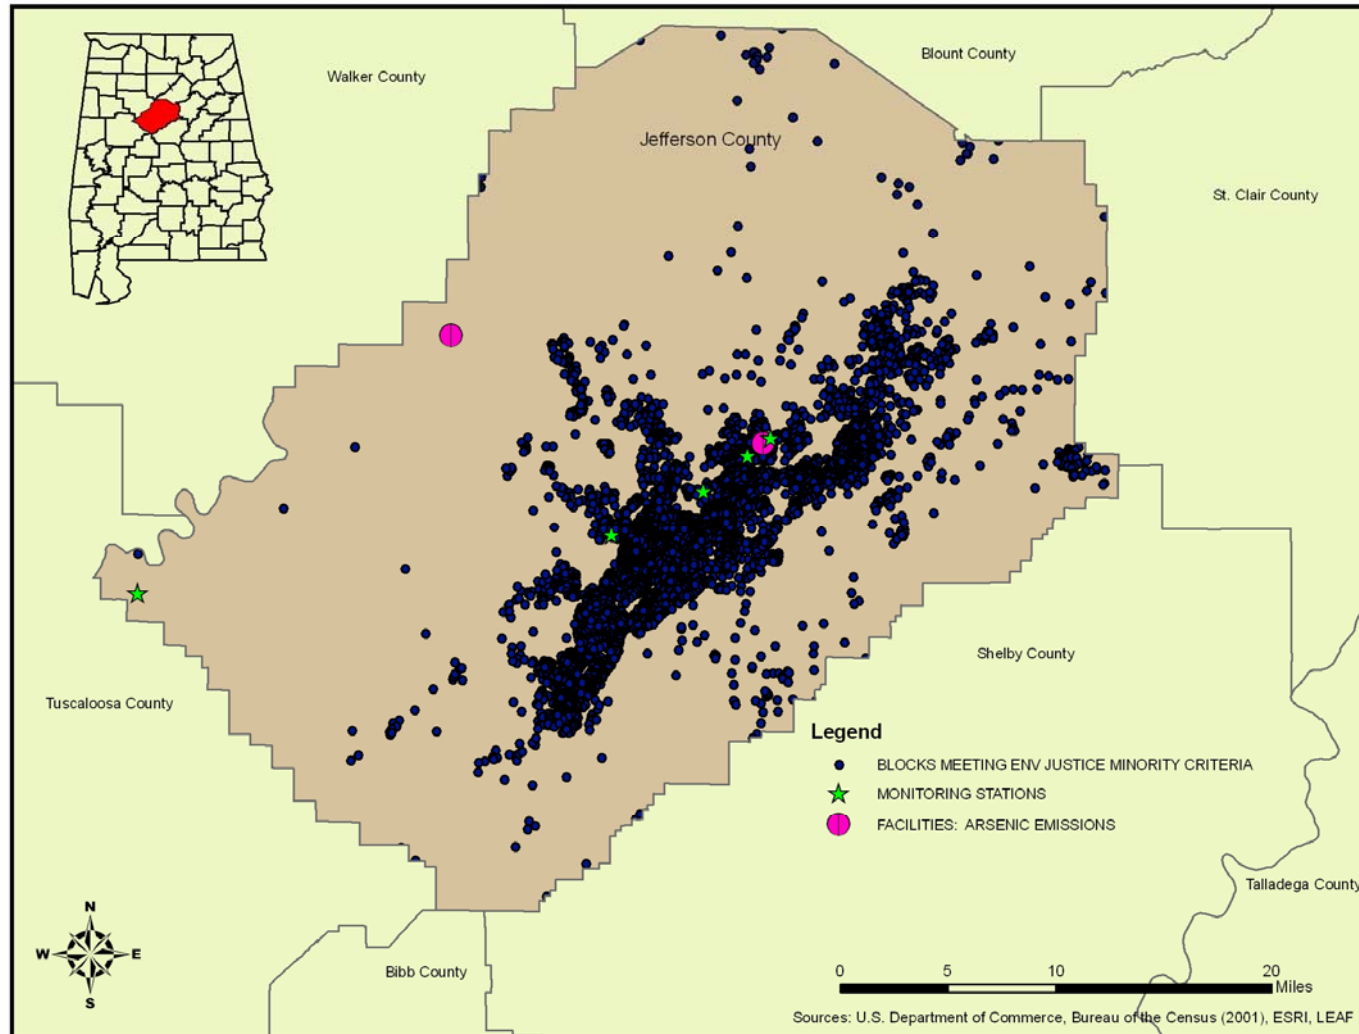 Blount County
Walker County
Jefferson County
St. Clair County
Shelby County
Tuscaloosa County
Legend
BLOCKS MEETING ENV JUSTICE MINORITY CRITERIA
MONITORING STATIONS
FACILITIES: ARSENIC EMISSIONS
Talladega County
N
W E
S
Bibb County
0 5 10 20
Miles
Sources: U.S. Department of Commerce, Bureau of the Census (2001), ESRI, LEAF